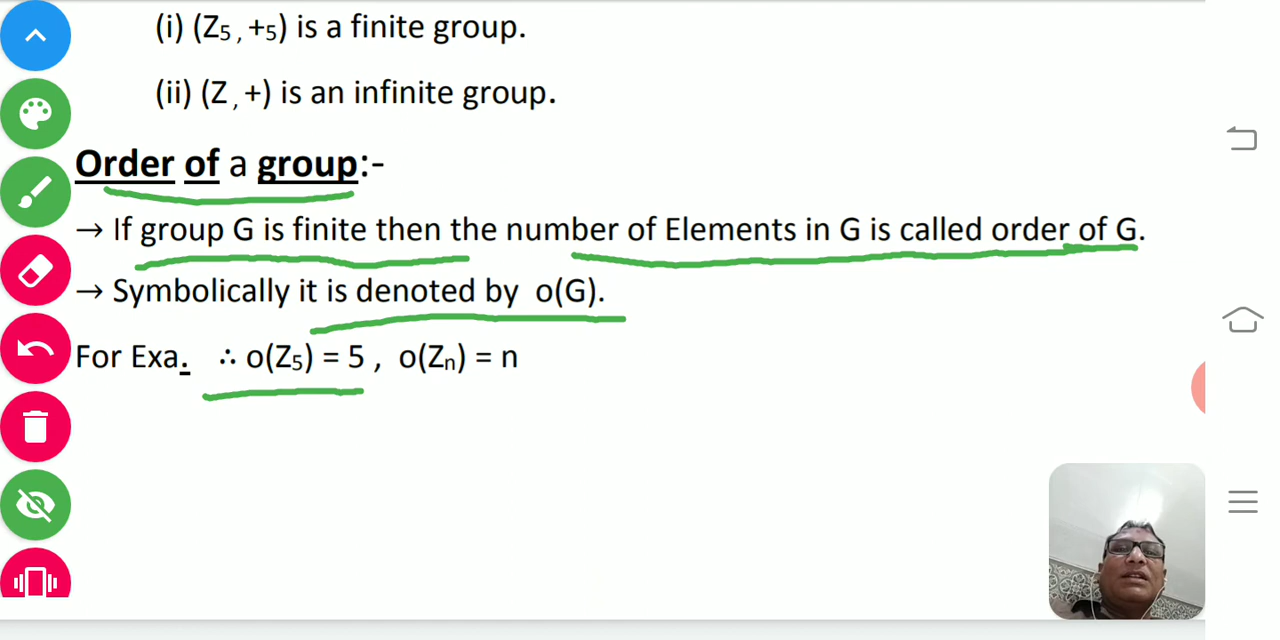 (i) (Z₅ , +₅) is a finite group.
(ii) (Z , +) is an infinite group.
Order of a group:-
→ If group G is finite then the number of Elements in G is called order of G.
→ Symbolically it is denoted by o(G).
For Exa. ∴ o(Z₅) = 5 , o(Zₙ) = n